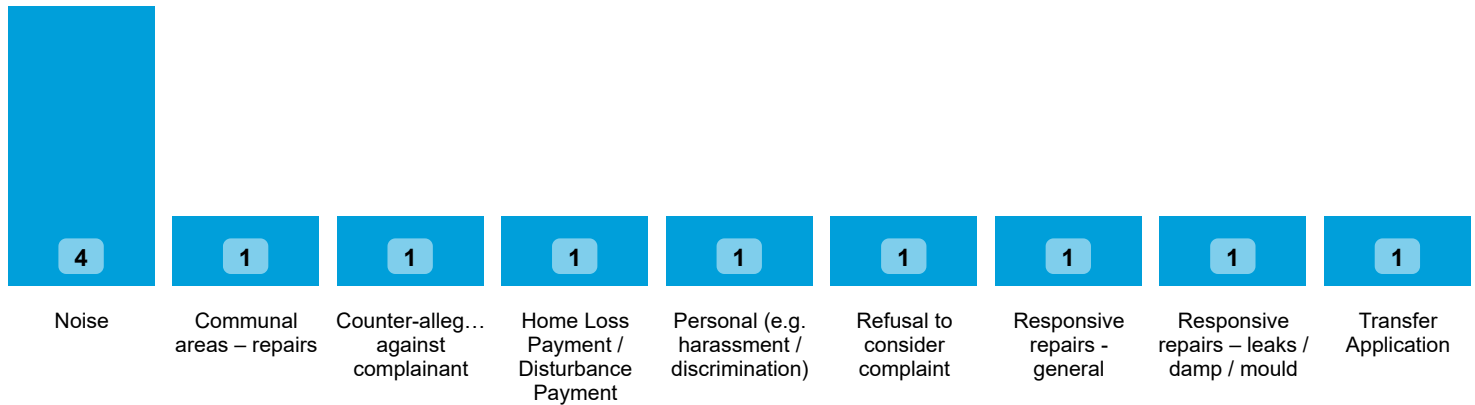 4
1
1
1
1
1
1
1
1
Noise
Communal
areas – repairs
Counter-alleg…
against
complainant
Home Loss
Payment /
Disturbance
Payment
Personal (e.g.
harassment /
discrimination)
Refusal to
consider
complaint
Responsive
repairs -
general
Responsive
repairs – leaks /
damp / mould
Transfer
Application